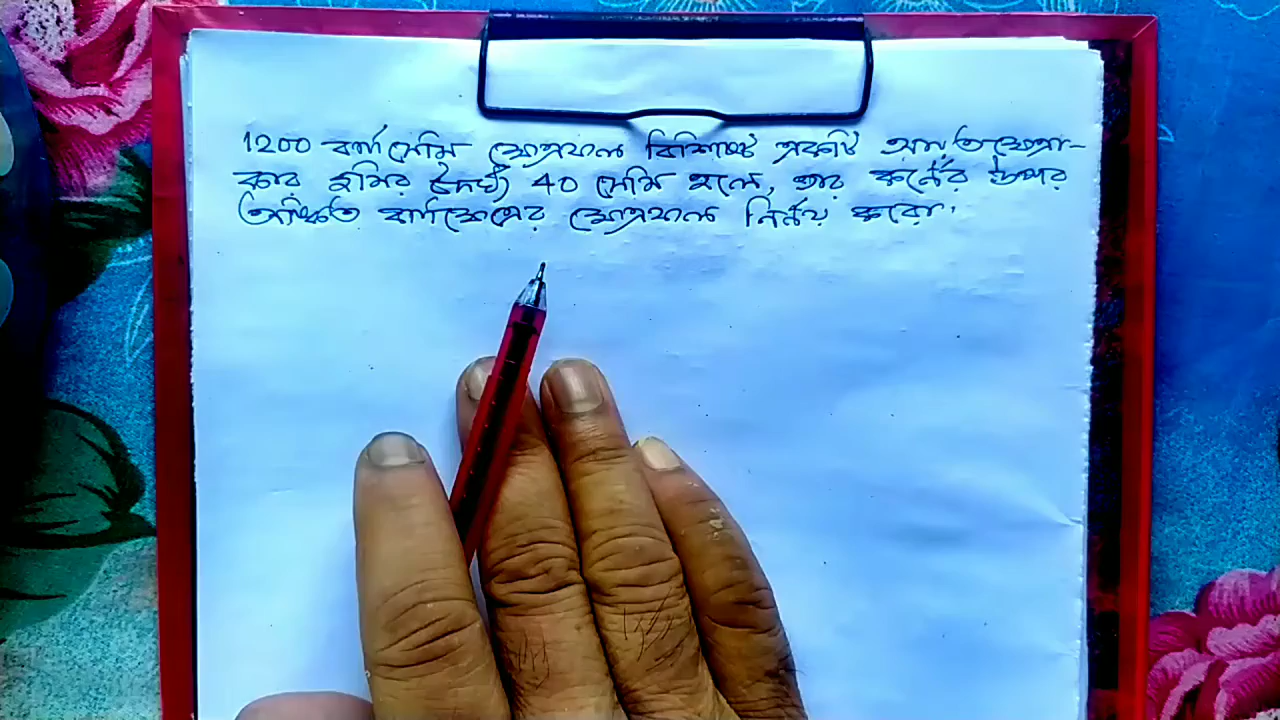 1200 বর্গসেমি ক্ষেত্রফল বিশিষ্ট একটি আয়তক্ষেত্রা-
কার জমির দৈর্ঘ্য 40 সেমি হলে, তার কর্ণের উপর
অঙ্কিত বর্গক্ষেত্রের ক্ষেত্রফল নির্ণয় করো।